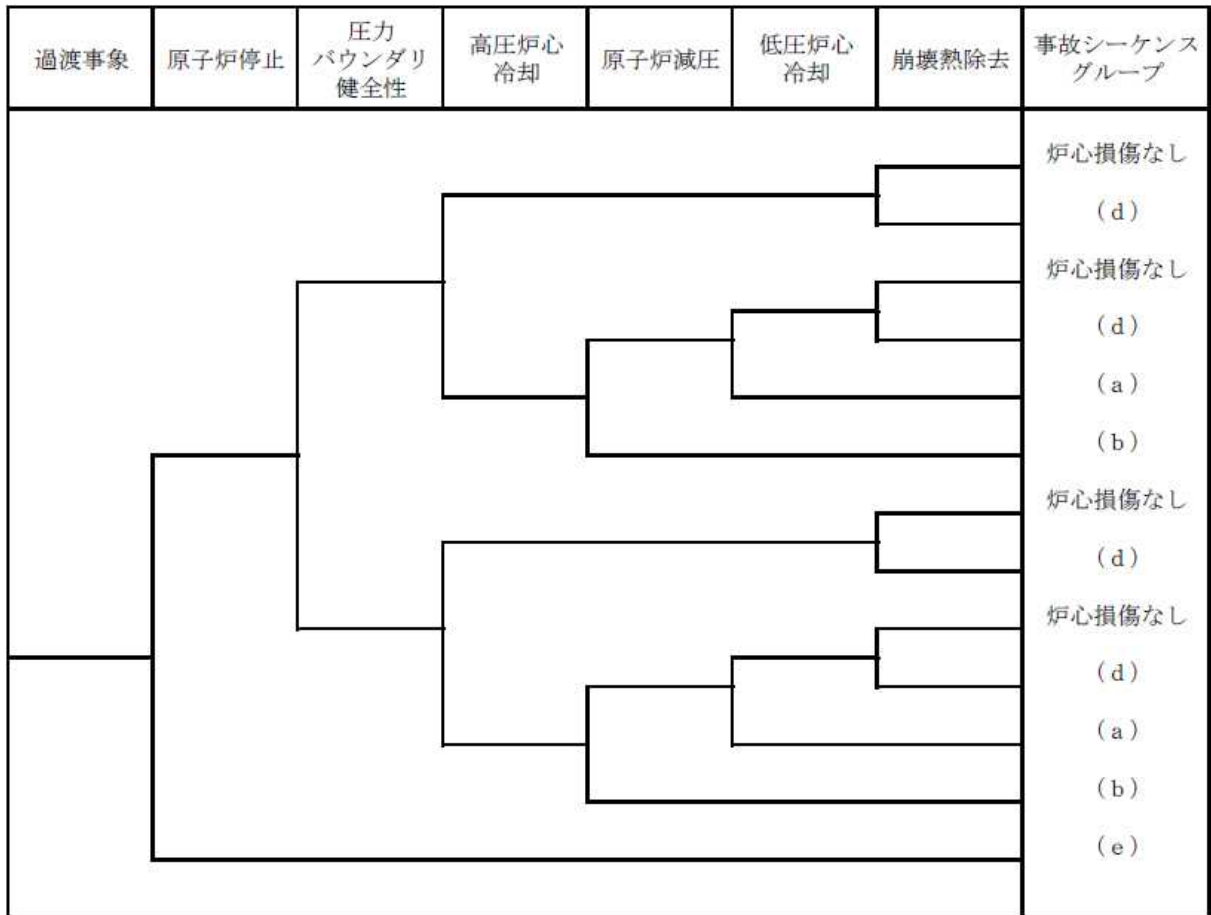 過渡事象
原子炉停止
圧力
バウンダリ
健全性
高圧炉心
冷却
原子炉減圧
低圧炉心
冷却
崩壊熱除去
事故シーケンス
グループ
炉心損傷なし
(d)
炉心損傷なし
(d)
(a)
(b)
炉心損傷なし
(d)
炉心損傷なし
(d)
(a)
(b)
(e)